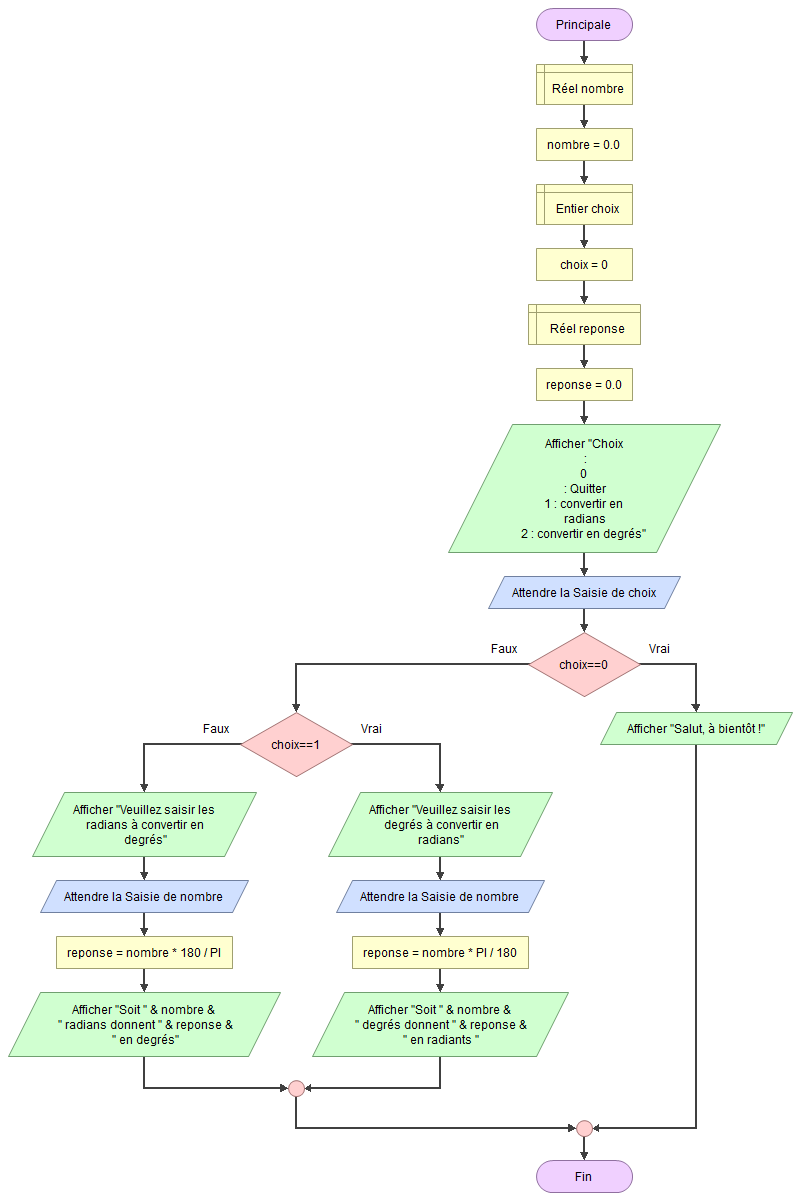 Principale
Réel nombre
nombre = 0.0
Entier choix
choix = 0
Réel reponse
reponse = 0.0
Afficher "Choix
:
0
: Quitter
1 : convertir en
radians
2 : convertir en degrés"
Attendre la Saisie de choix
Faux
Vrai
choix==0
Faux
Vrai
choix==1
Afficher "Salut, à bientôt !"
Afficher "Veuillez saisir les
radians à convertir en
degrés"
Afficher "Veuillez saisir les
degrés à convertir en
radians"
Attendre la Saisie de nombre
Attendre la Saisie de nombre
reponse = nombre * 180 / PI
reponse = nombre * PI / 180
Afficher "Soit " & nombre &
" radians donnent " & reponse &
" en degrés"
Afficher "Soit " & nombre &
" degrés donnent " & reponse &
" en radiants "
Fin